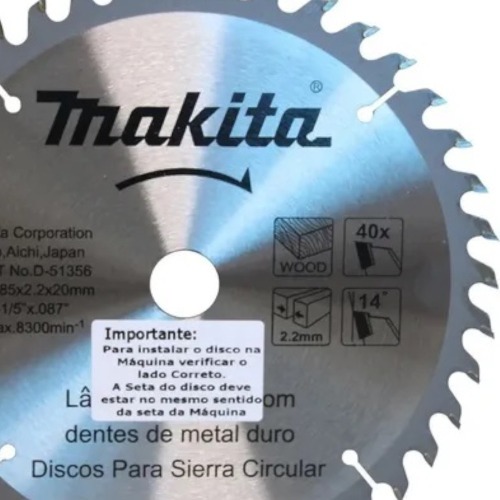 makita®
a Corporation
,Aichi,Japan
T No.D-51356
85x2.2x20mm
-1/5"x.087"
ax.8300min⁻¹
WOOD
40x
2.2mm
14°
Importante:
Para instalar o disco na
Máquina verificar o
lado Correto.
A Seta do disco deve
estar no mesmo sentido
da seta da Máquina
Lâ om
dentes de metal duro
Discos Para Sierra Circular